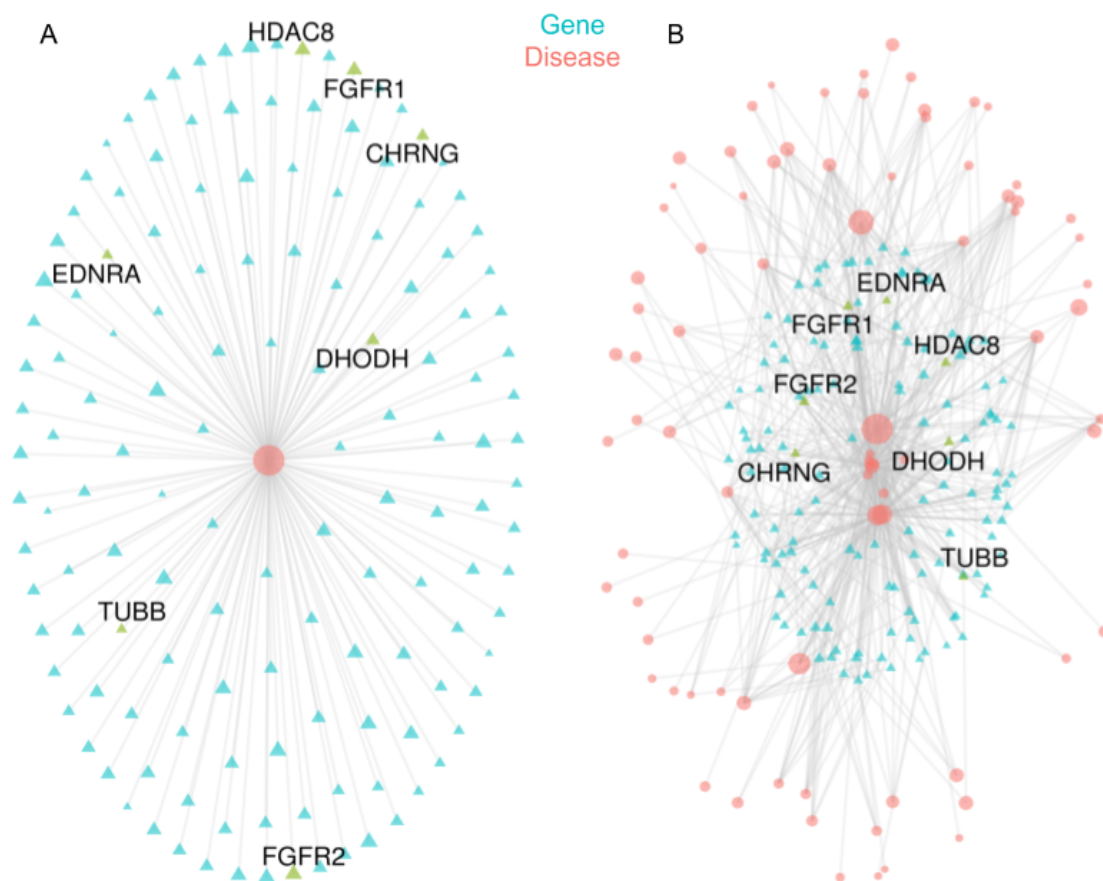 A
HDAC8
Gene
Disease
B
FGFR1
CHRNG
EDNRA
DHODH
TUBB
FGFR2
EDNRA
FGFR1
HDAC8
FGFR2
CHRNG
DHODH
TUBB